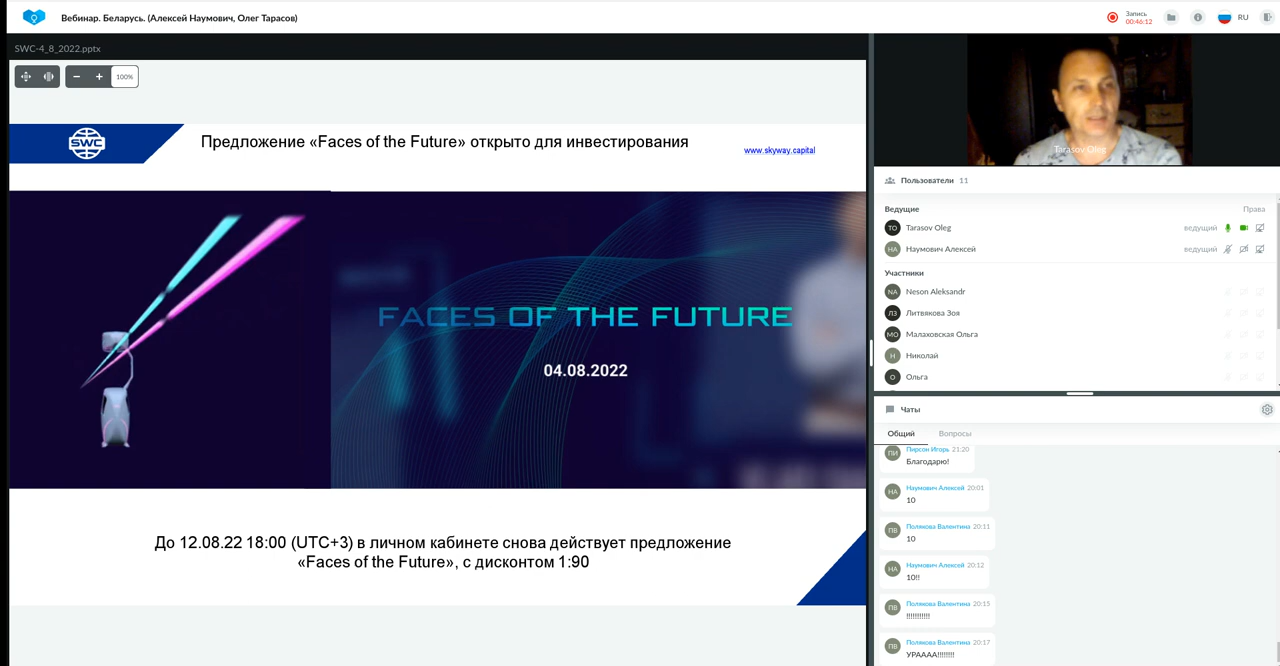 Вебинар. Беларусь. (Алексей Наумович, Олег Тарасов)
Запись
00:46:12
RU
SWC-4_8_2022.pptx
100%
SWC
Предложение «Faces of the Future» открыто для инвестирования
www.skyway.capital
FACES OF THE FUTURE
04.08.2022
До 12.08.22 18:00 (UTC+3) в личном кабинете снова действует предложение
«Faces of the Future», с дисконтом 1:90
Tarasov Oleg
Пользователи 11
Ведущие Права
TO Tarasov Oleg ведущий
НА Наумович Алексей ведущий
Участники
NA Neson Aleksandr
ЛЗ Литвякова Зоя
МО Малаховская Ольга
Н Николай
О Ольга
Чаты
Общий Вопросы
ПИ Пирсон Игорь 21:20
Благодарю!
НА Наумович Алексей 20:01
10
ПВ Полякова Валентина 20:11
10
НА Наумович Алексей 20:12
10!!
ПВ Полякова Валентина 20:15
!!!!!!!!!!!
ПВ Полякова Валентина 20:17
УРАААА!!!!!!!!